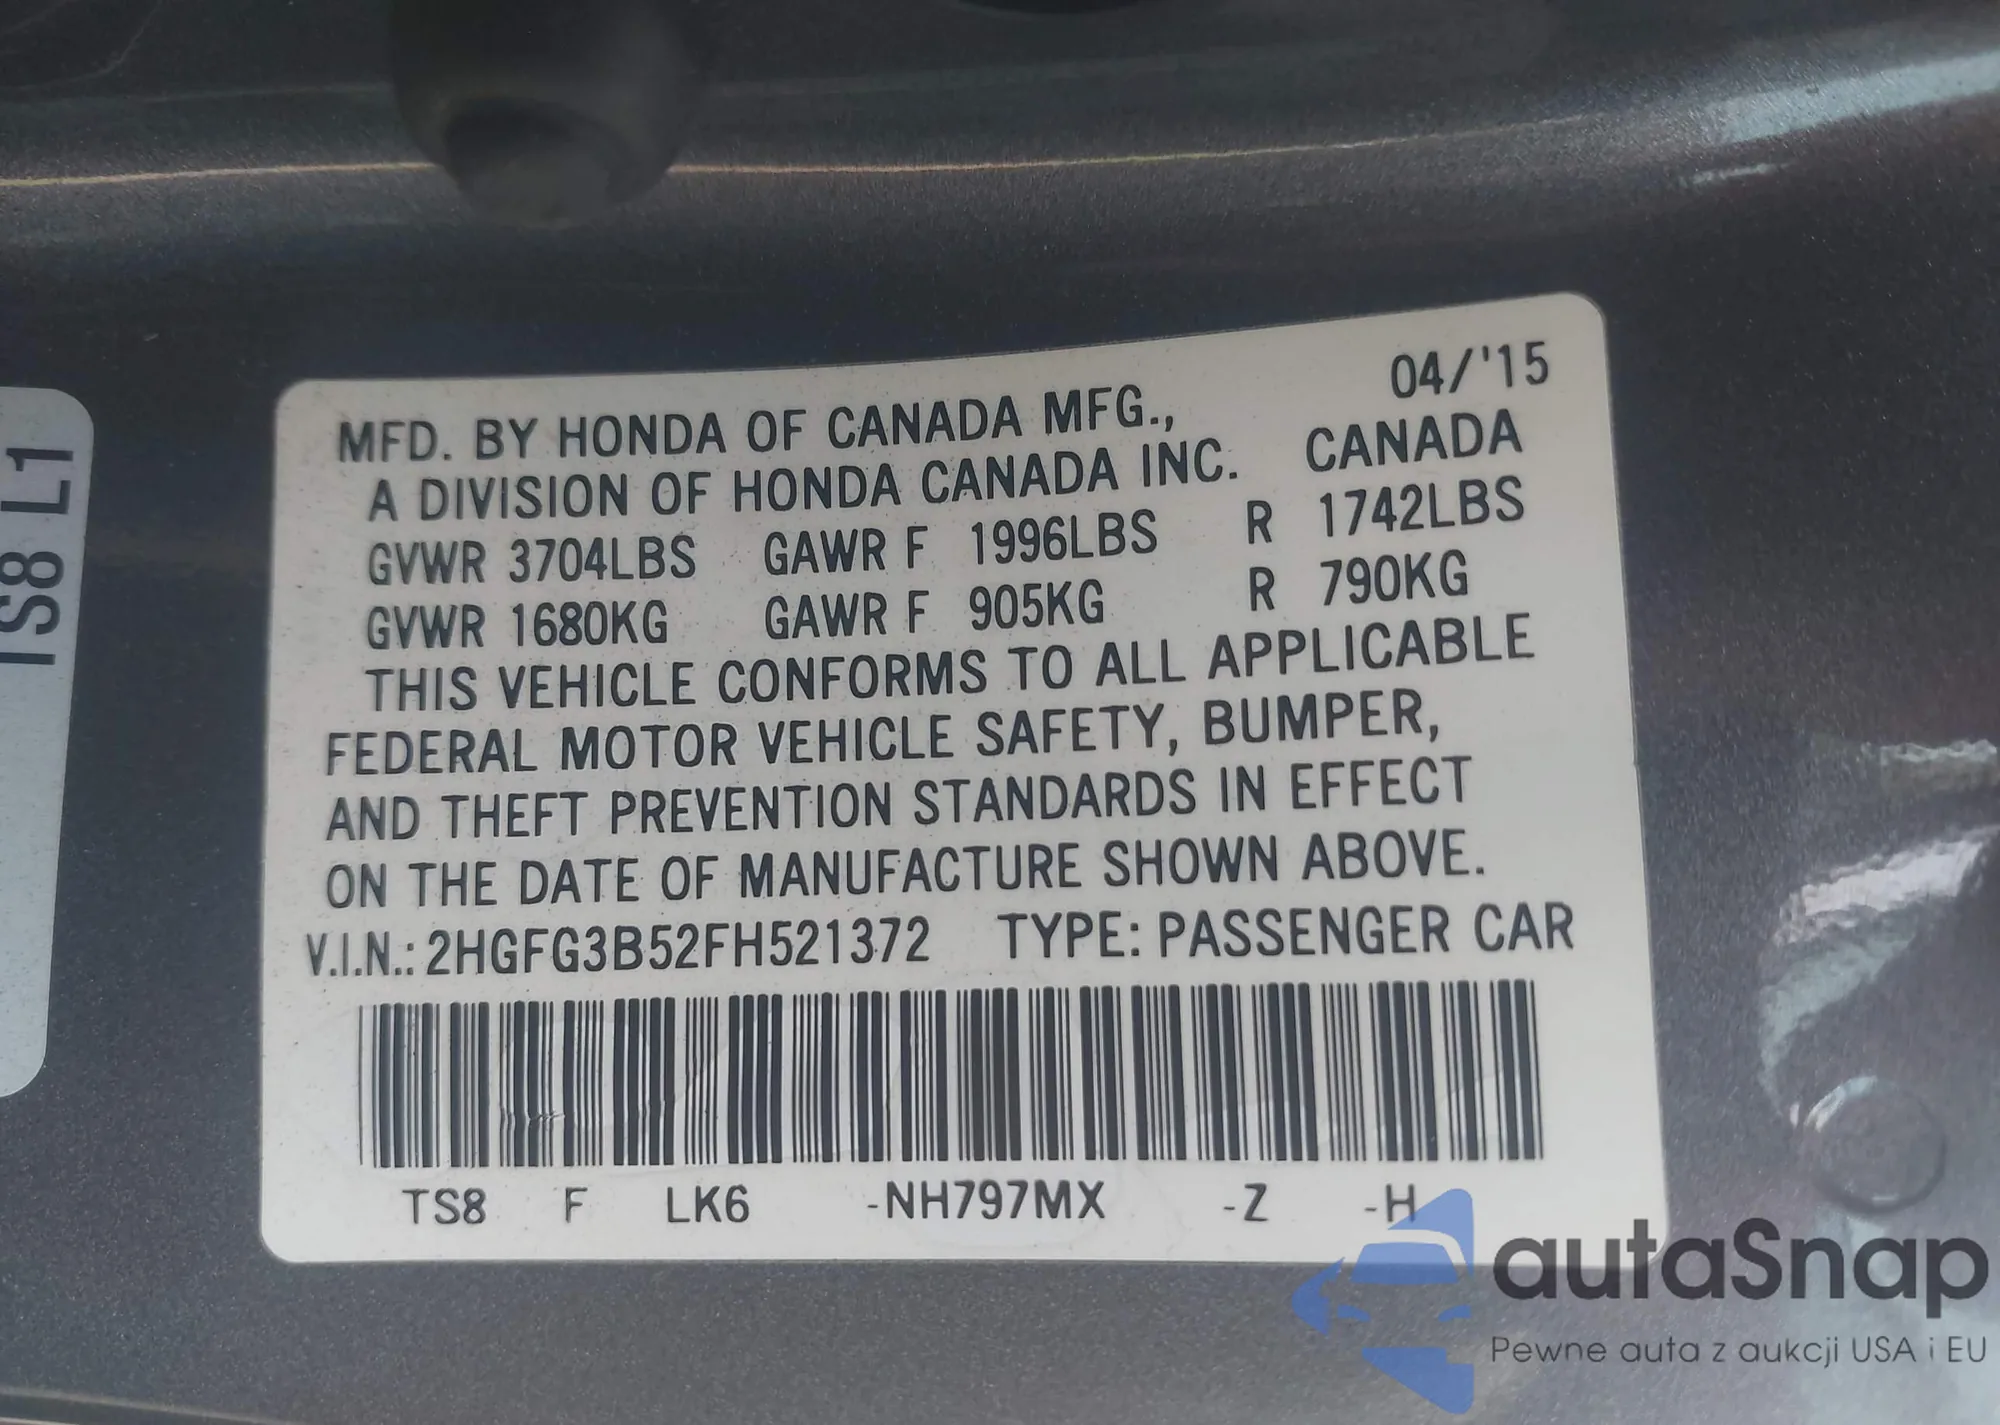 TS8 L1
04/'15
MFD. BY HONDA OF CANADA MFG.,
A DIVISION OF HONDA CANADA INC. CANADA
GVWR 3704LBS GAWR F 1996LBS R 1742LBS
GVWR 1680KG GAWR F 905KG R 790KG
THIS VEHICLE CONFORMS TO ALL APPLICABLE
FEDERAL MOTOR VEHICLE SAFETY, BUMPER,
AND THEFT PREVENTION STANDARDS IN EFFECT
ON THE DATE OF MANUFACTURE SHOWN ABOVE.
V.I.N.: 2HGFG3B52FH521372 TYPE: PASSENGER CAR
TS8 F LK6 -NH797MX -Z -H
autaSnap
Pewne auta z aukcji USA i EU